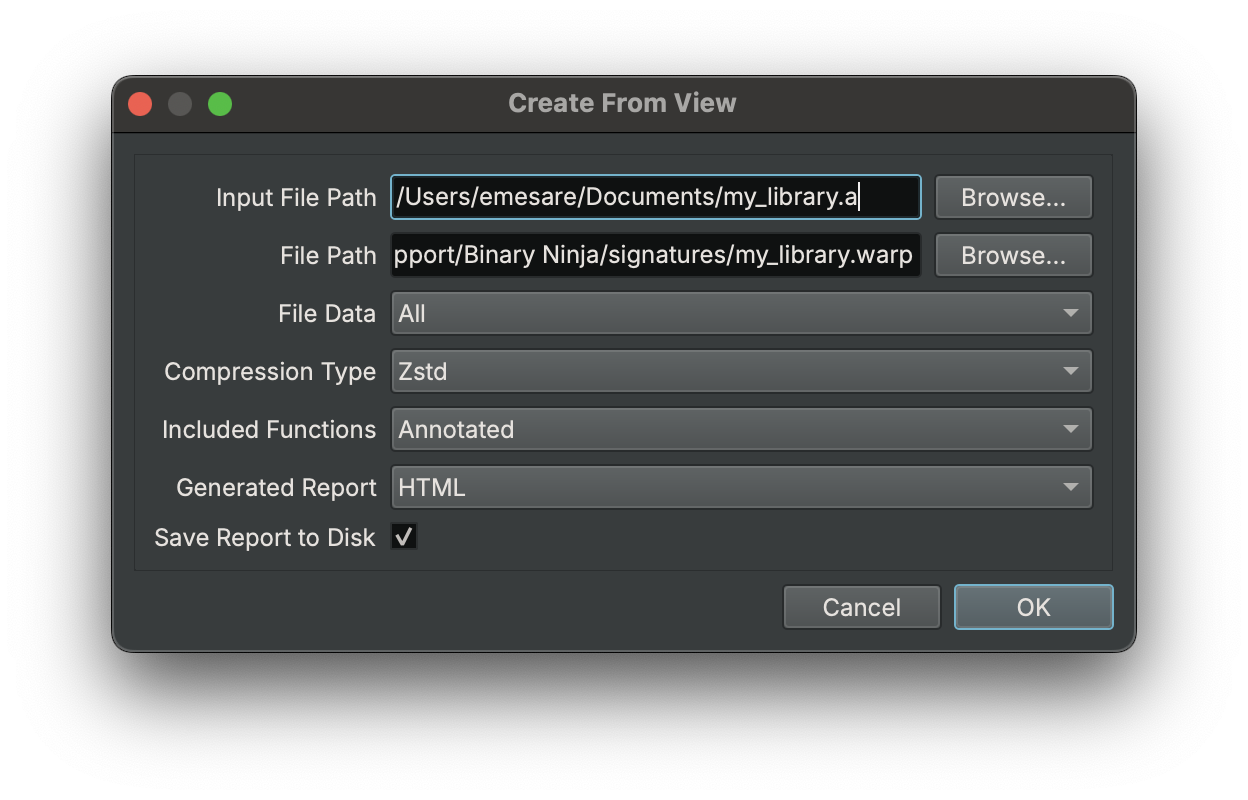 Create From View
Input File Path /Users/emesare/Documents/my_library.a Browse...
File Path pport/Binary Ninja/signatures/my_library.warp Browse...
File Data All
Compression Type Zstd
Included Functions Annotated
Generated Report HTML
Save Report to Disk
Cancel OK